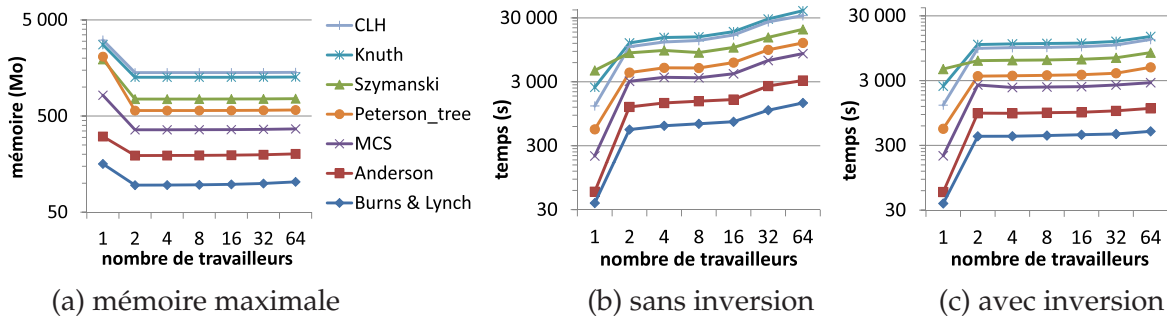 5 000
500
50
mémoire (Mo)
1 2 4 8 16 32 64
nombre de travailleurs
(a) mémoire maximale
CLH
Knuth
Szymanski
Peterson_tree
MCS
Anderson
Burns & Lynch
30 000
3 000
300
30
temps (s)
1 2 4 8 16 32 64
nombre de travailleurs
(b) sans inversion
30 000
3 000
300
30
temps (s)
1 2 4 8 16 32 64
nombre de travailleurs
(c) avec inversion